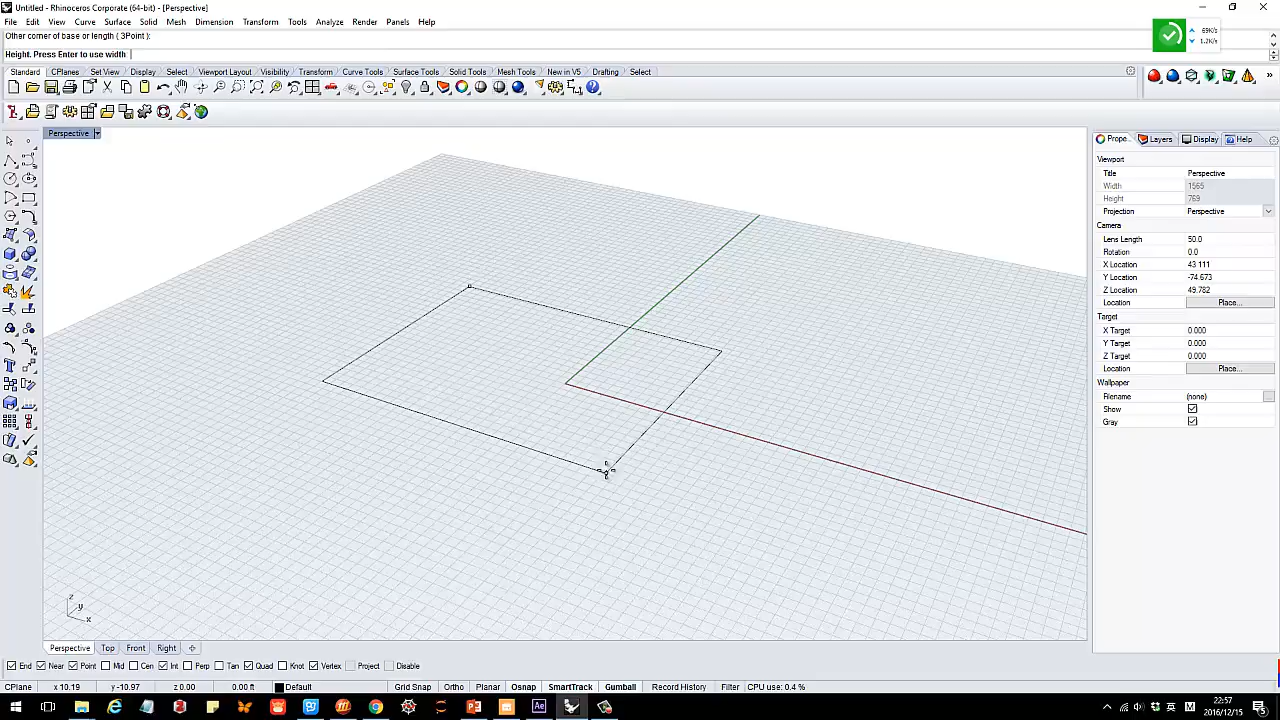 Untitled - Rhinoceros Corporate (64-bit) - [Perspective]
File Edit View Curve Surface Solid Mesh Dimension Transform Tools Analyze Render Panels Help
Other corner of base or length ( 3Point ):
Height. Press Enter to use width
69K/s
1.2K/s
Standard CPlanes Set View Display Select Viewport Layout Visibility Transform Curve Tools Surface Tools Solid Tools Mesh Tools New in V5 Drafting Select
Perspective
Prope... Layers Display Help
Viewport
Title Perspective
Width 1565
Height 769
Projection Perspective
Camera
Lens Length 50.0
Rotation 0.0
X Location 43.111
Y Location -74.673
Z Location 49.782
Location Place...
Target
X Target 0.000
Y Target 0.000
Z Target 0.000
Location Place...
Wallpaper
Filename (none)
Show
Gray
z
y
x
Perspective Top Front Right
End Near Point Mid Cen Int Perp Tan Quad Knot Vertex Project Disable
CPlane x 10.19 y -10.97 z 0.00 0.00 ft Default Grid Snap Ortho Planar Osnap SmartTrack Gumball Record History Filter CPU use: 0.4 %
Ae
英 M
22:57
2016/12/15